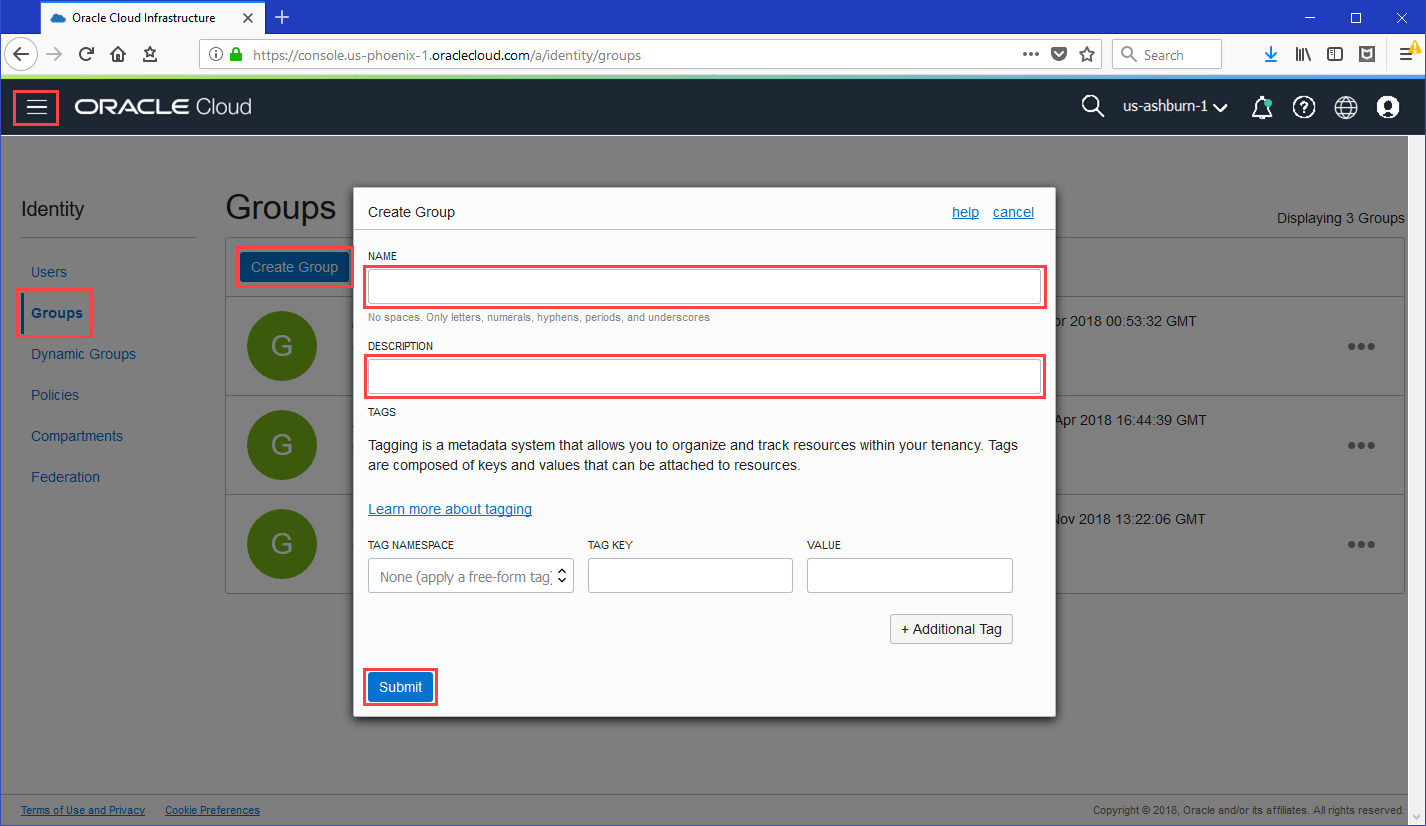 Oracle Cloud Infrastructure
https://console.us-phoenix-1.oraclecloud.com/a/identity/groups
Search
ORACLE Cloud
us-ashburn-1
Identity
Users
Groups
Dynamic Groups
Policies
Compartments
Federation
Groups
Displaying 3 Groups
Create Group
G
G
G
2018 00:53:32 GMT
Apr 2018 16:44:39 GMT
2018 13:22:06 GMT
Create Group
help cancel
NAME
No spaces. Only letters, numerals, hyphens, periods, and underscores
DESCRIPTION
TAGS
Tagging is a metadata system that allows you to organize and track resources within your tenancy. Tags
are composed of keys and values that can be attached to resources.
Learn more about tagging
TAG NAMESPACE TAG KEY VALUE
None (apply a free-form tag)
+ Additional Tag
Submit
Terms of Use and Privacy Cookie Preferences
Copyright © 2018, Oracle and/or its affiliates. All rights reserved.